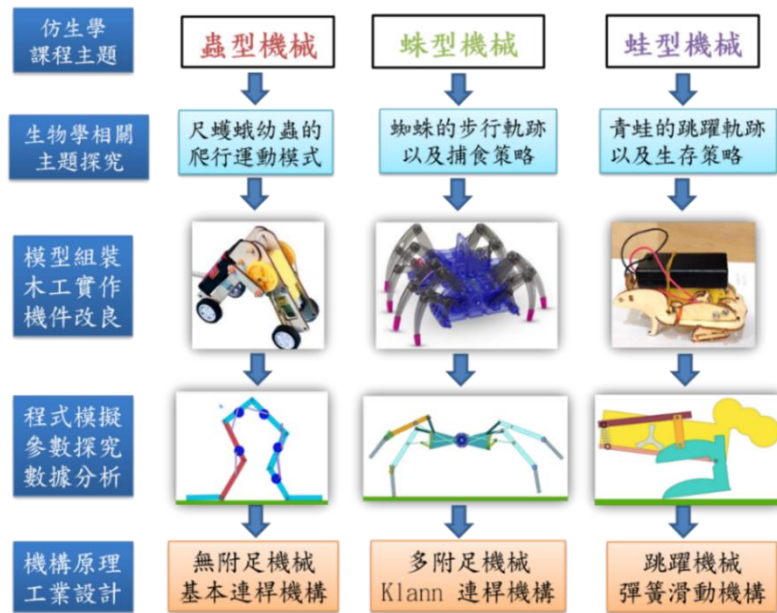 仿生學
課程主題
蟲型機械
蛛型機械
蛙型機械
生物學相關
主題探究
尺蠖蛾幼蟲的
爬行運動模式
蜘蛛的步行軌跡
以及捕食策略
青蛙的跳躍軌跡
以及生存策略
模型組裝
木工實作
機件改良
程式模擬
參數探究
數據分析
機構原理
工業設計
無附足機械
基本連桿機構
多附足機械
Klann 連桿機構
跳躍機械
彈簧滑動機構